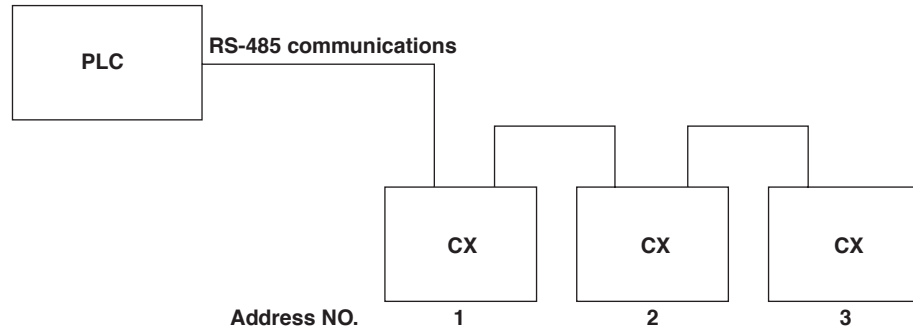 RS-485 communications
PLC
CX CX CX
Address NO. 1 2 3